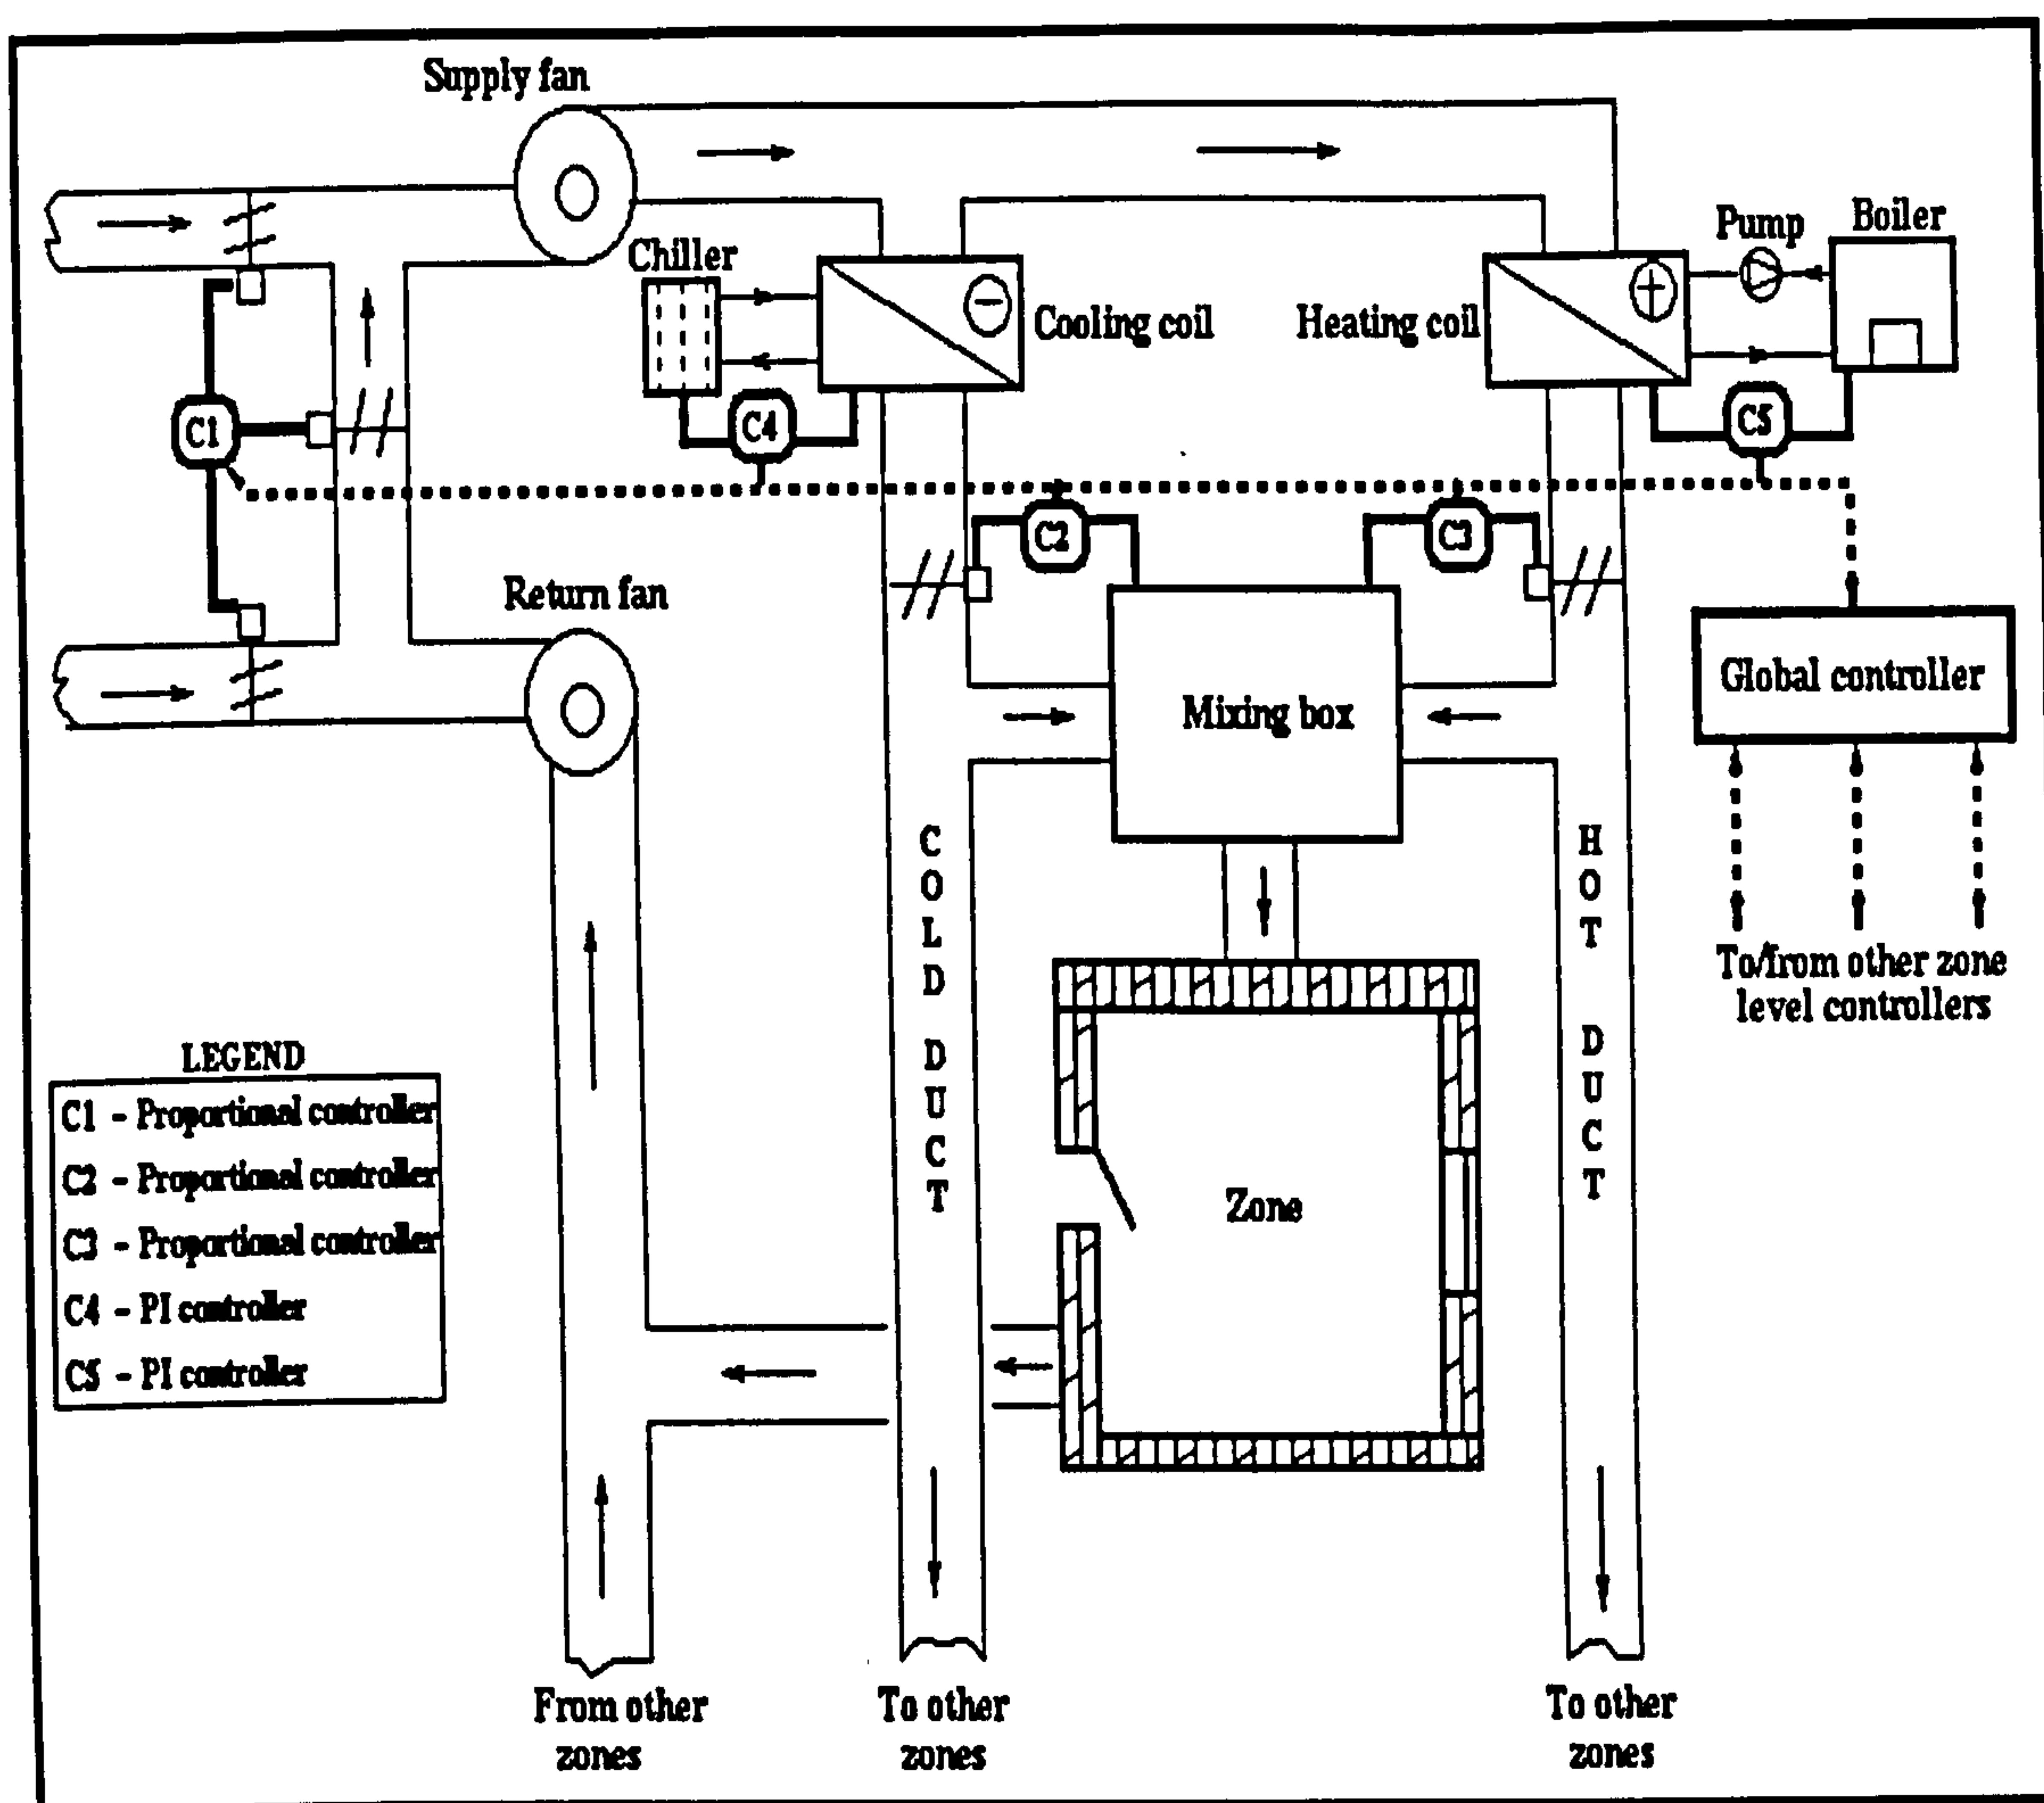 Supply fan
Chiller
Cooling coil
Heating coil
Pump
Boiler
C1
C4
C5
C2
C3
Return fan
Mixing box
Global controller
COLD DUCT
HOT DUCT
To/from other zone
level controllers
Zone
LEGEND
C1 - Proportional controller
C2 - Proportional controller
C3 - Proportional controller
C4 - PI controller
C5 - PI controller
From other
zones
To other
zones
To other
zones